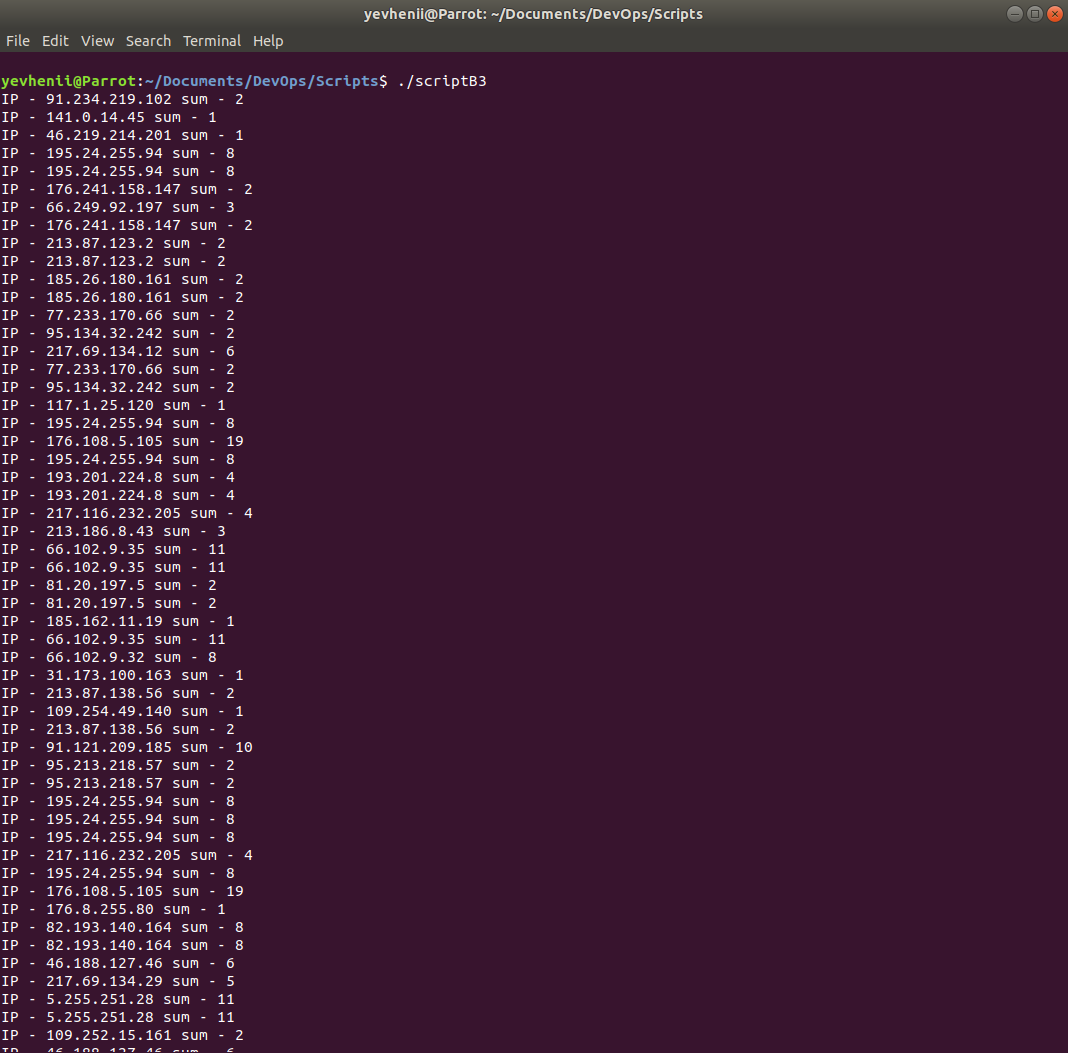 yevhenii@Parrot: ~/Documents/DevOps/Scripts
File Edit View Search Terminal Help
yevhenii@Parrot:~/Documents/DevOps/Scripts$ ./scriptB3
IP - 91.234.219.102 sum - 2
IP - 141.0.14.45 sum - 1
IP - 46.219.214.201 sum - 1
IP - 195.24.255.94 sum - 8
IP - 195.24.255.94 sum - 8
IP - 176.241.158.147 sum - 2
IP - 66.249.92.197 sum - 3
IP - 176.241.158.147 sum - 2
IP - 213.87.123.2 sum - 2
IP - 213.87.123.2 sum - 2
IP - 185.26.180.161 sum - 2
IP - 185.26.180.161 sum - 2
IP - 77.233.170.66 sum - 2
IP - 95.134.32.242 sum - 2
IP - 217.69.134.12 sum - 6
IP - 77.233.170.66 sum - 2
IP - 95.134.32.242 sum - 2
IP - 117.1.25.120 sum - 1
IP - 195.24.255.94 sum - 8
IP - 176.108.5.105 sum - 19
IP - 195.24.255.94 sum - 8
IP - 193.201.224.8 sum - 4
IP - 193.201.224.8 sum - 4
IP - 217.116.232.205 sum - 4
IP - 213.186.8.43 sum - 3
IP - 66.102.9.35 sum - 11
IP - 66.102.9.35 sum - 11
IP - 81.20.197.5 sum - 2
IP - 81.20.197.5 sum - 2
IP - 185.162.11.19 sum - 1
IP - 66.102.9.35 sum - 11
IP - 66.102.9.32 sum - 8
IP - 31.173.100.163 sum - 1
IP - 213.87.138.56 sum - 2
IP - 109.254.49.140 sum - 1
IP - 213.87.138.56 sum - 2
IP - 91.121.209.185 sum - 10
IP - 95.213.218.57 sum - 2
IP - 95.213.218.57 sum - 2
IP - 195.24.255.94 sum - 8
IP - 195.24.255.94 sum - 8
IP - 195.24.255.94 sum - 8
IP - 217.116.232.205 sum - 4
IP - 195.24.255.94 sum - 8
IP - 176.108.5.105 sum - 19
IP - 176.8.255.80 sum - 1
IP - 82.193.140.164 sum - 8
IP - 82.193.140.164 sum - 8
IP - 46.188.127.46 sum - 6
IP - 217.69.134.29 sum - 5
IP - 5.255.251.28 sum - 11
IP - 5.255.251.28 sum - 11
IP - 109.252.15.161 sum - 2
IP - 46.188.127.46 sum - 6